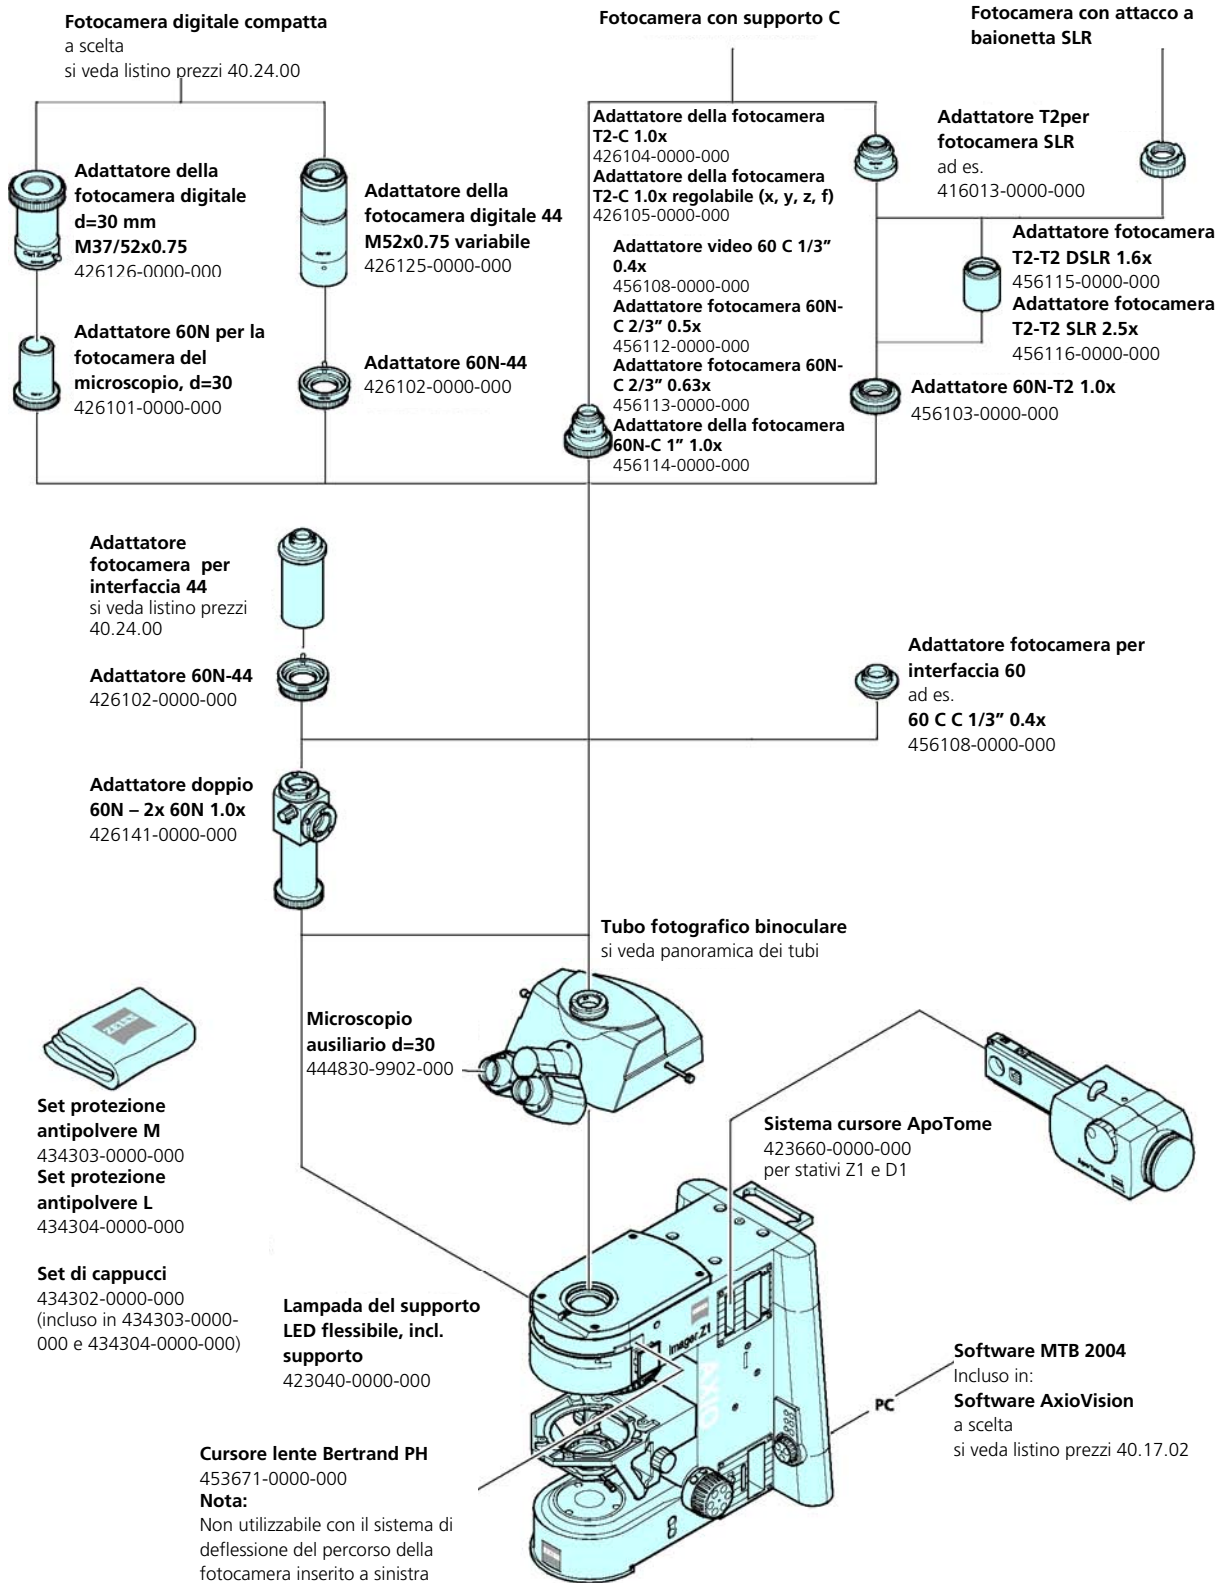 Fotocamera digitale compatta
a scelta
si veda listino prezzi 40.24.00
Fotocamera con supporto C
Fotocamera con attacco a
baionetta SLR
Adattatore della
fotocamera digitale
d=30 mm
M37/52x0.75
426126-0000-000
Carl Zeiss
Adattatore della
fotocamera digitale 44
M52x0.75 variabile
426125-0000-000
Adattatore della fotocamera
T2-C 1.0x
426104-0000-000
Adattatore della fotocamera
T2-C 1.0x regolabile (x, y, z, f)
426105-0000-000
Adattatore T2per
fotocamera SLR
ad es.
416013-0000-000
Adattatore video 60 C 1/3”
0.4x
456108-0000-000
Adattatore fotocamera 60N-
C 2/3” 0.5x
456112-0000-000
Adattatore fotocamera 60N-
C 2/3” 0.63x
456113-0000-000
Adattatore della fotocamera
60N-C 1” 1.0x
456114-0000-000
Adattatore fotocamera
T2-T2 DSLR 1.6x
456115-0000-000
Adattatore fotocamera
T2-T2 SLR 2.5x
456116-0000-000
Adattatore 60N per la
fotocamera del
microscopio, d=30
426101-0000-000
Adattatore 60N-44
426102-0000-000
Adattatore 60N-T2 1.0x
456103-0000-000
Adattatore
fotocamera per
interfaccia 44
si veda listino prezzi
40.24.00
Adattatore 60N-44
426102-0000-000
Adattatore fotocamera per
interfaccia 60
ad es.
60 C C 1/3” 0.4x
456108-0000-000
Adattatore doppio
60N – 2x 60N 1.0x
426141-0000-000
Tubo fotografico binoculare
si veda panoramica dei tubi
Microscopio
ausiliario d=30
444830-9902-000
ZEISS
Set protezione
antipolvere M
434303-0000-000
Set protezione
antipolvere L
434304-0000-000
Sistema cursore ApoTome
423660-0000-000
per stativi Z1 e D1
ApoTome
Set di cappucci
434302-0000-000
(incluso in 434303-0000-
000 e 434304-0000-000)
Lampada del supporto
LED flessibile, incl.
supporto
423040-0000-000
Imager.Z1
AXIO
PC
Software MTB 2004
Incluso in:
Software AxioVision
a scelta
si veda listino prezzi 40.17.02
Cursore lente Bertrand PH
453671-0000-000
Nota:
Non utilizzabile con il sistema di
deflessione del percorso della
fotocamera inserito a sinistra